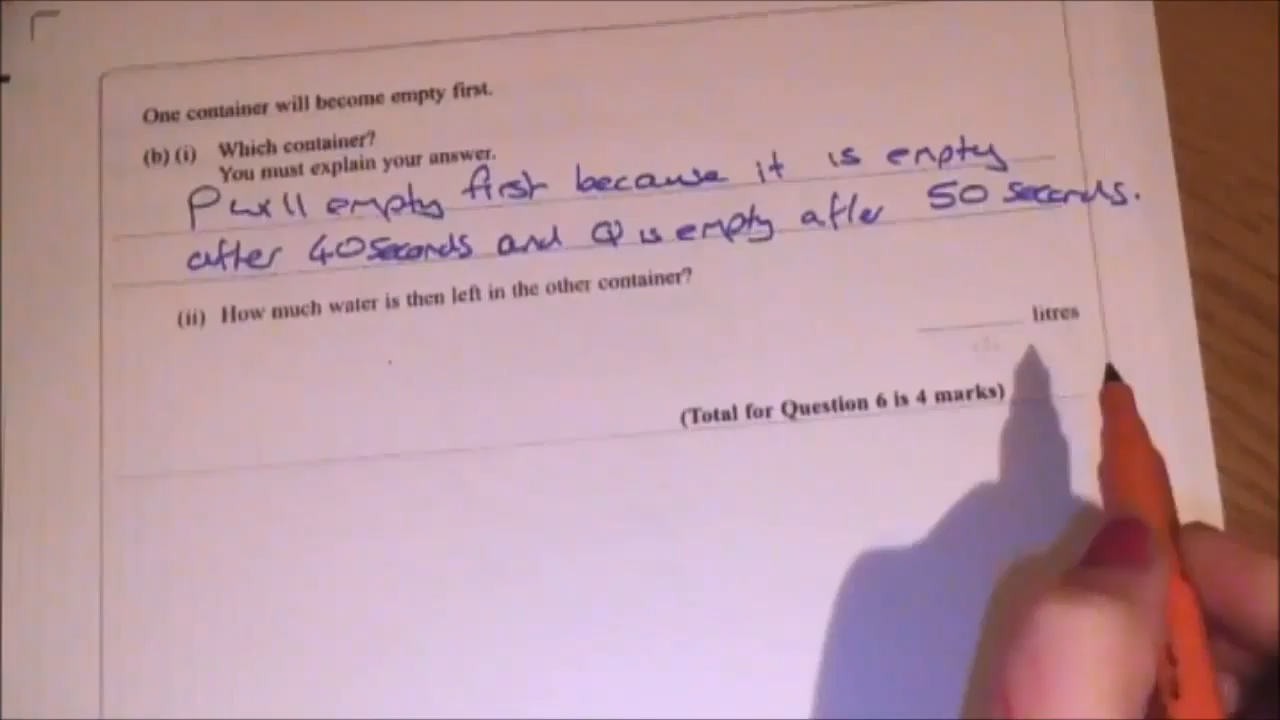 One container will become empty first.
(b) (i) Which container?
You must explain your answer.
P will empty first because it is empty
after 40 seconds and Q is empty after 50 seconds.
(ii) How much water is then left in the other container?
litres
(Total for Question 6 is 4 marks)